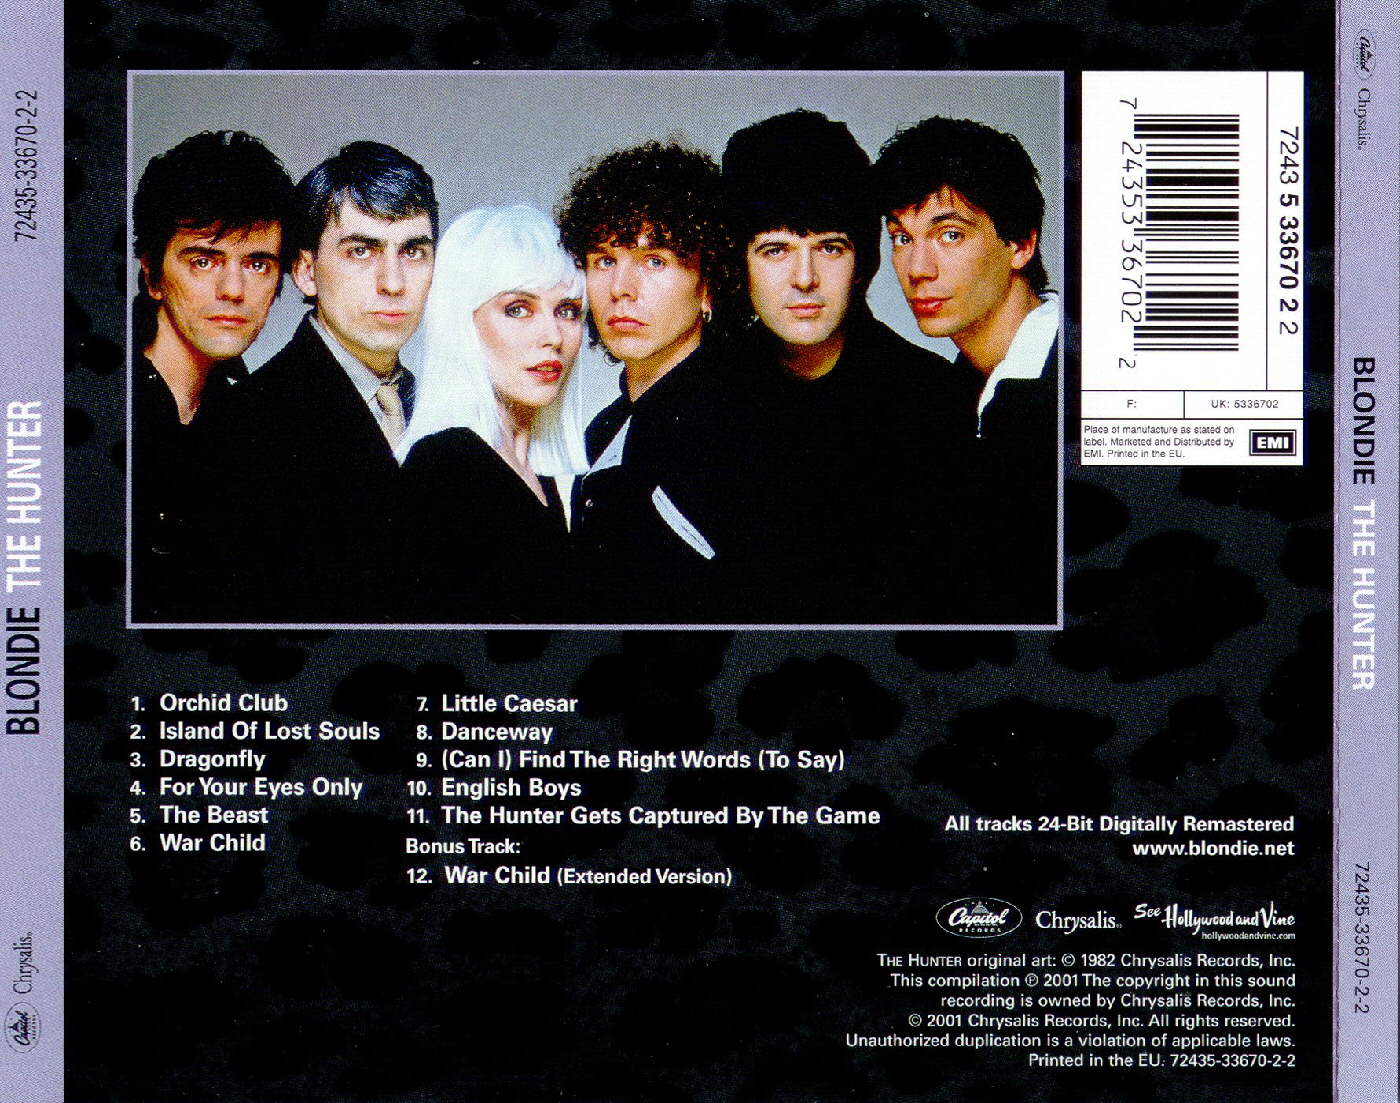 72435-33670-2-2
BLONDIE THE HUNTER
Chrysalis.
Capitol
RECORDS
7 24353 36702 2
7243 5 33670 2 2
F:
UK: 5336702
Place of manufacture as stated on
label. Marketed and Distributed by
EMI. Printed in the EU.
EMI
1. Orchid Club
2. Island Of Lost Souls
3. Dragonfly
4. For Your Eyes Only
5. The Beast
6. War Child
7. Little Caesar
8. Danceway
9. (Can I) Find The Right Words (To Say)
10. English Boys
11. The Hunter Gets Captured By The Game
Bonus Track:
12. War Child (Extended Version)
All tracks 24-Bit Digitally Remastered
www.blondie.net
Capitol
RECORDS
Chrysalis®
See Hollywood and Vine
hollywoodandvine.com
THE HUNTER original art: © 1982 Chrysalis Records, Inc.
This compilation ℗ 2001 The copyright in this sound
recording is owned by Chrysalis Records, Inc.
© 2001 Chrysalis Records, Inc. All rights reserved.
Unauthorized duplication is a violation of applicable laws.
Printed in the EU. 72435-33670-2-2
Capitol
Chrysalis.
BLONDIE THE HUNTER
72435-33670-2-2